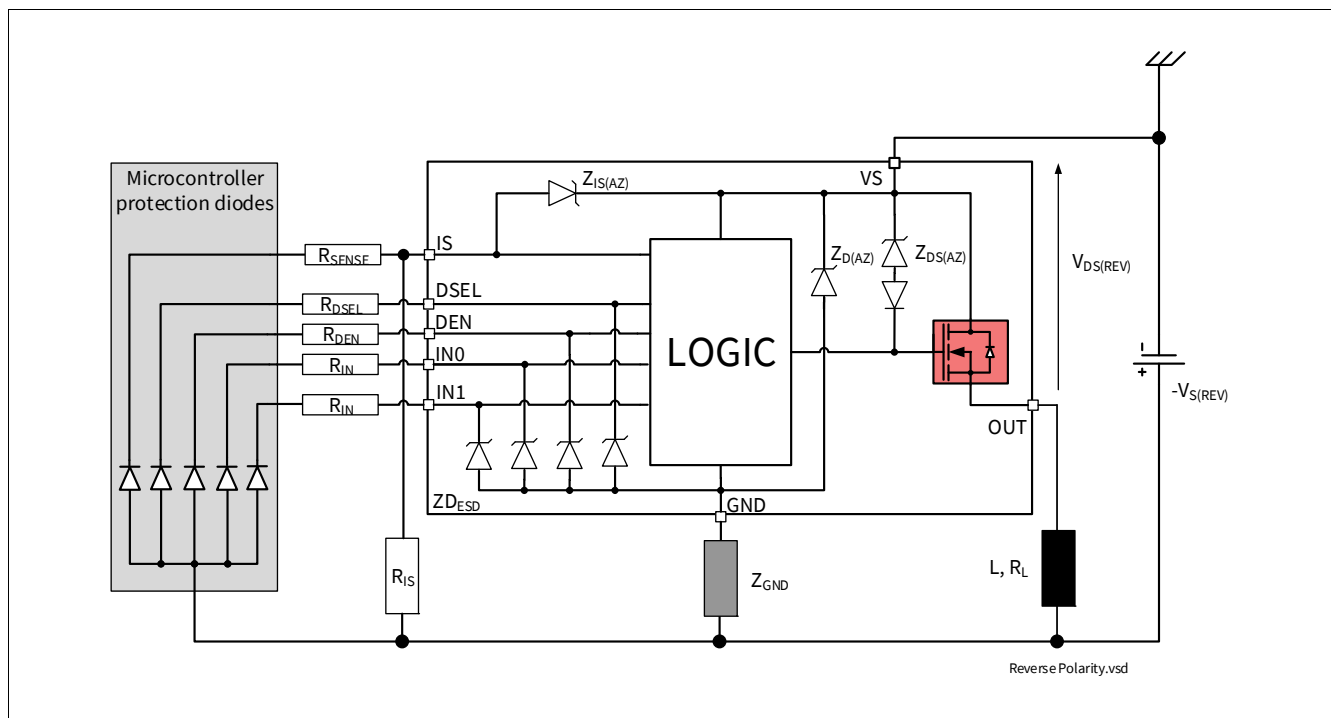 Microcontroller
protection diodes
Z_IS(AZ)
VS
R_SENSE
IS
Z_D(AZ)
Z_DS(AZ)
V_DS(REV)
R_DSEL
DSEL
R_DEN
DEN
LOGIC
R_IN
IN0
-
+
-V_S(REV)
R_IN
IN1
OUT
ZD_ESD
GND
R_IS
Z_GND
L, R_L
Reverse Polarity.vsd